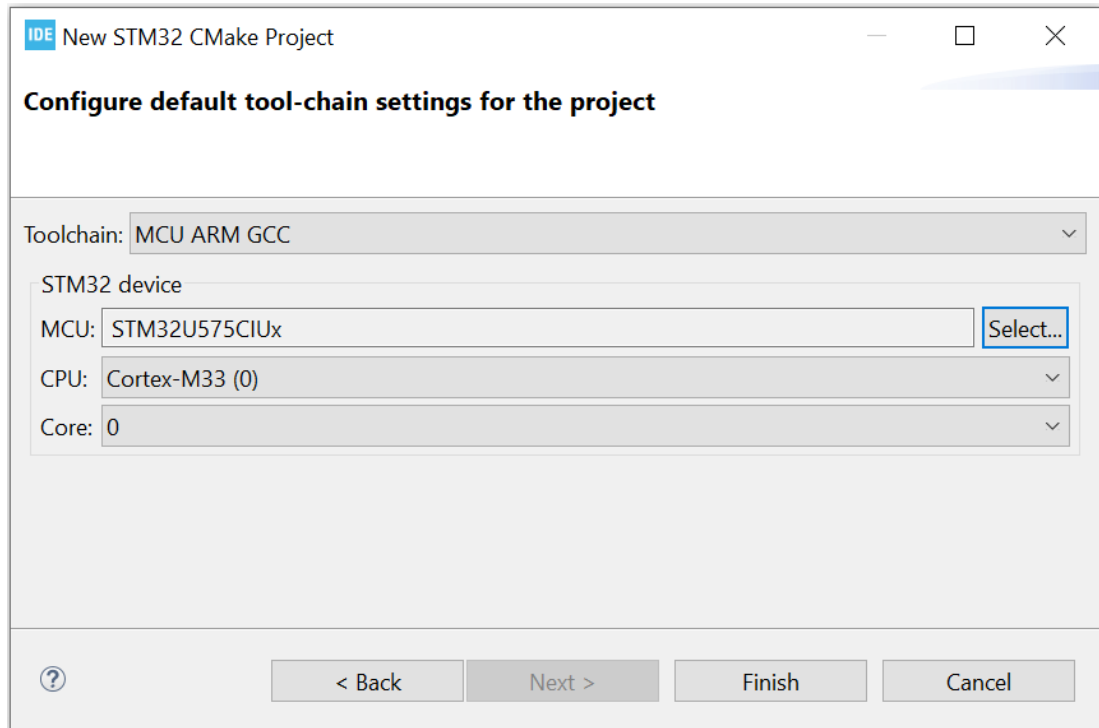 IDE New STM32 CMake Project
Configure default tool-chain settings for the project
Toolchain: MCU ARM GCC
STM32 device
MCU: STM32U575CIUx Select...
CPU: Cortex-M33 (0)
Core: 0
? < Back Next > Finish Cancel